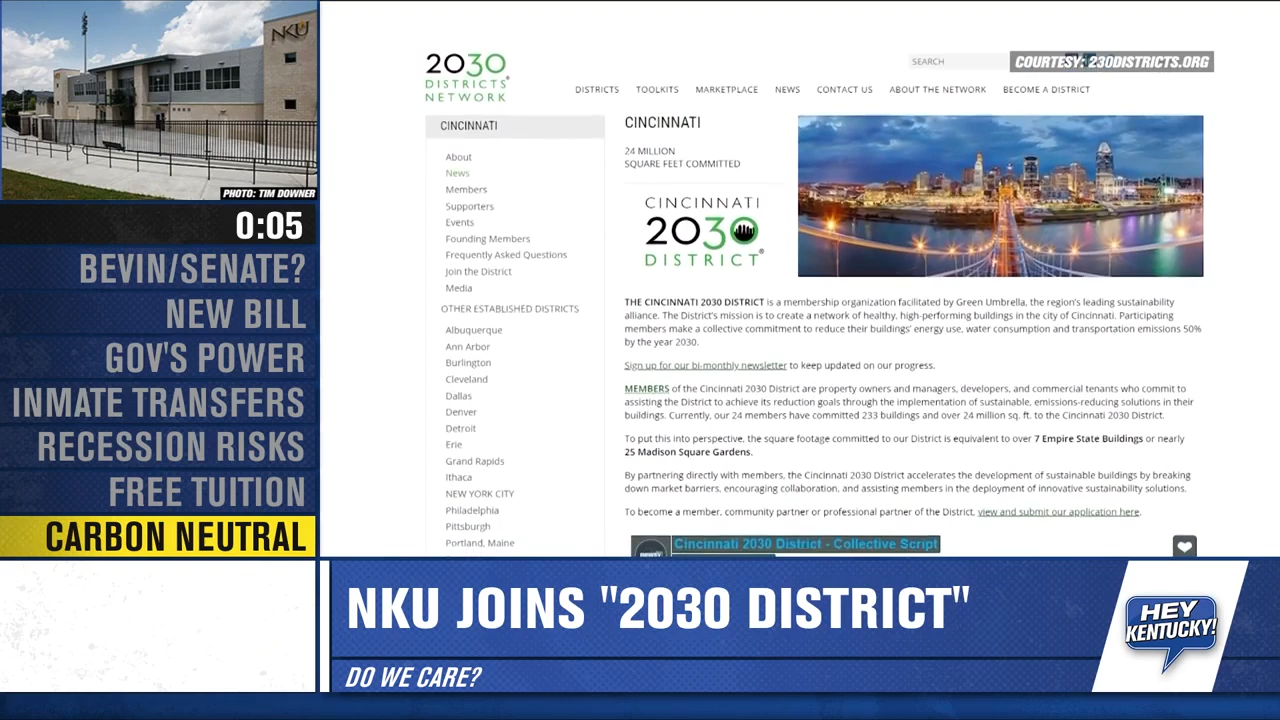 NKU
PHOTO: TIM DOWNER
0:05
BEVIN/SENATE?
NEW BILL
GOV'S POWER
INMATE TRANSFERS
RECESSION RISKS
FREE TUITION
CARBON NEUTRAL
2030
DISTRICTS®
NETWORK
SEARCH
COURTESY: 230DISTRICTS.ORG
DISTRICTS TOOLKITS MARKETPLACE NEWS CONTACT US ABOUT THE NETWORK BECOME A DISTRICT
CINCINNATI
About
News
Members
Supporters
Events
Founding Members
Frequently Asked Questions
Join the District
Media
OTHER ESTABLISHED DISTRICTS
Albuquerque
Ann Arbor
Burlington
Cleveland
Dallas
Denver
Detroit
Erie
Grand Rapids
Ithaca
NEW YORK CITY
Philadelphia
Pittsburgh
Portland, Maine
CINCINNATI
24 MILLION
SQUARE FEET COMMITTED
CINCINNATI
2030
DISTRICT®
THE CINCINNATI 2030 DISTRICT is a membership organization facilitated by Green Umbrella, the region's leading sustainability
alliance. The District's mission is to create a network of healthy, high-performing buildings in the city of Cincinnati. Participating
members make a collective commitment to reduce their buildings' energy use, water consumption and transportation emissions 50%
by the year 2030.
Sign up for our bi-monthly newsletter to keep updated on our progress.
MEMBERS of the Cincinnati 2030 District are property owners and managers, developers, and commercial tenants who commit to
assisting the District to achieve its reduction goals through the implementation of sustainable, emissions-reducing solutions in their
buildings. Currently, our 24 members have committed 233 buildings and over 24 million sq. ft. to the Cincinnati 2030 District.
To put this into perspective, the square footage committed to our District is equivalent to over 7 Empire State Buildings or nearly
25 Madison Square Gardens.
By partnering directly with members, the Cincinnati 2030 District accelerates the development of sustainable buildings by breaking
down market barriers, encouraging collaboration, and assisting members in the deployment of innovative sustainability solutions.
To become a member, community partner or professional partner of the District, view and submit our application here.
Cincinnati 2030 District - Collective Script
NKU JOINS "2030 DISTRICT"
DO WE CARE?
HEY
KENTUCKY!